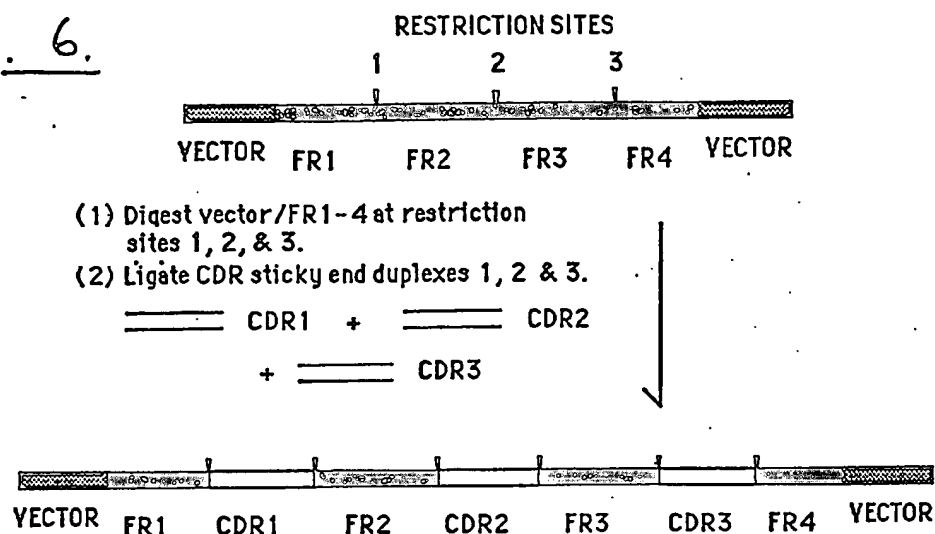 . 6.
RESTRICTION SITES
1 2 3
VECTOR FR1 FR2 FR3 FR4 VECTOR
(1) Digest vector/FR1-4 at restriction
sites 1, 2, & 3.
(2) Ligate CDR sticky end duplexes 1, 2 & 3.
CDR1 + CDR2
+ CDR3
VECTOR FR1 CDR1 FR2 CDR2 FR3 CDR3 FR4 VECTOR